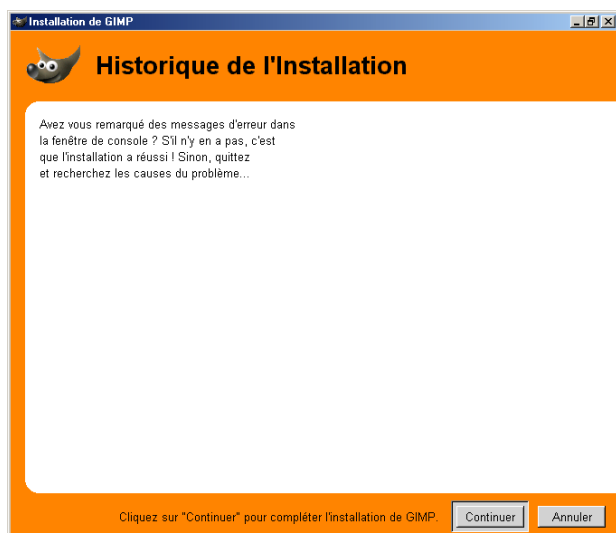 Installation de GIMP
Historique de l'Installation
Avez vous remarqué des messages d'erreur dans
la fenêtre de console ? S'il n'y en a pas, c'est
que l'installation a réussi ! Sinon, quittez
et recherchez les causes du problème...
Cliquez sur "Continuer" pour compléter l'installation de GIMP.
Continuer
Annuler